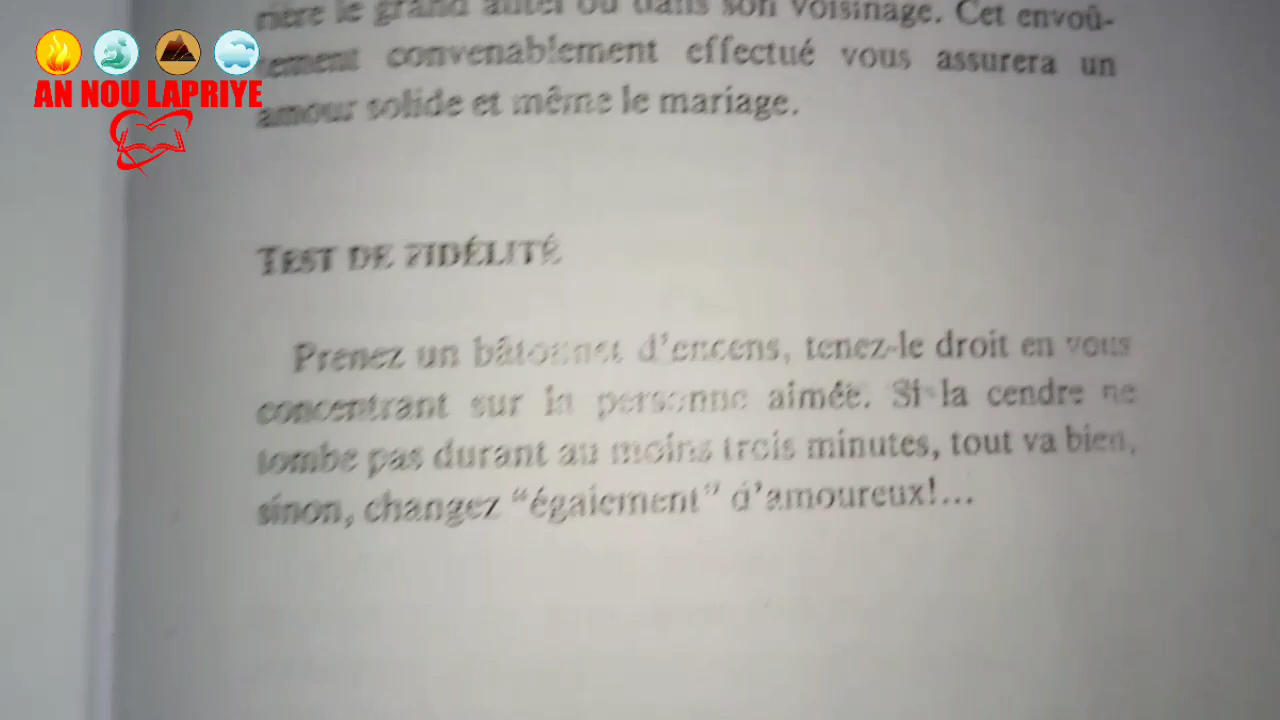 rière le grand autel ou dans son voisinage. Cet envoû-
tement convenablement effectué vous assurera un
amour solide et même le mariage.
AN NOU LAPRIYE
TEST DE FIDÉLITÉ
Prenez un bâtonnet d'encens, tenez-le droit en vous
concentrant sur la personne aimée. Si la cendre ne
tombe pas durant au moins trois minutes, tout va bien,
sinon, changez "égaiement" d'amoureux!...